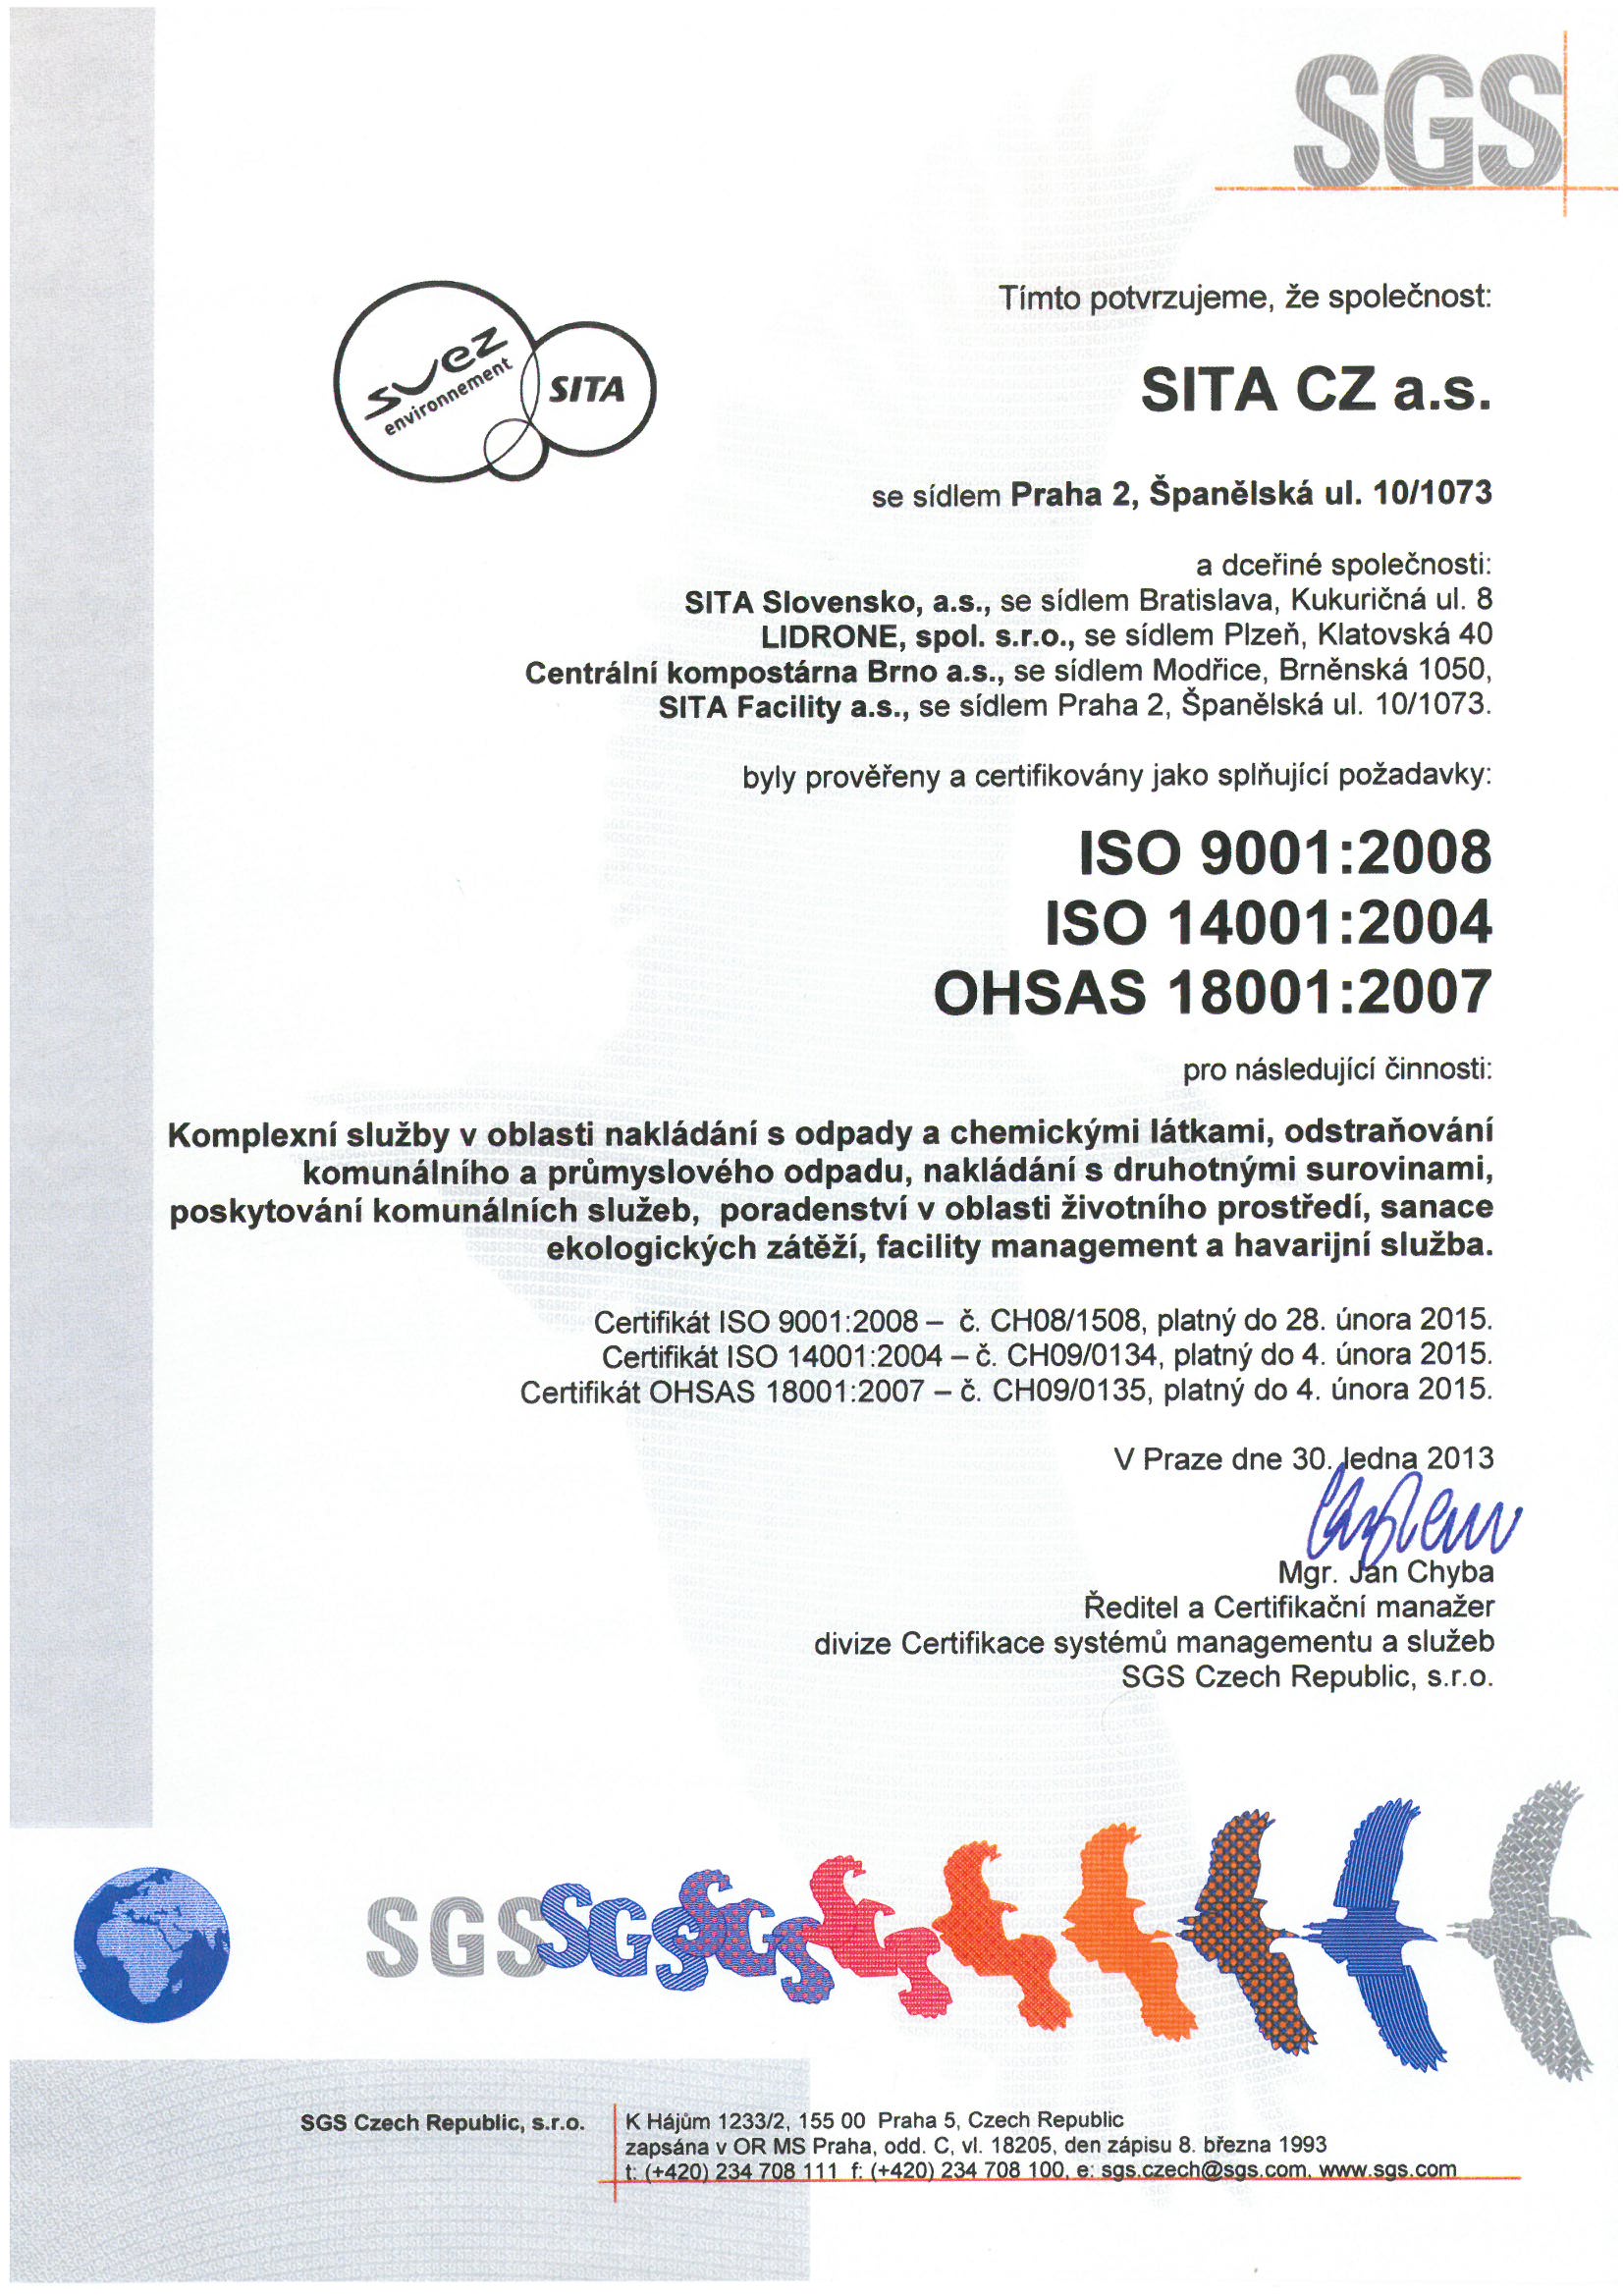 SGS
Tímto potvrzujeme, že společnost:
suez
environnement
SITA
SITA CZ a.s.
se sídlem Praha 2, Španělská ul. 10/1073
a dceřiné společnosti:
SITA Slovensko, a.s., se sídlem Bratislava, Kukuričná ul. 8
LIDRONE, spol. s.r.o., se sídlem Plzeň, Klatovská 40
Centrální kompostárna Brno a.s., se sídlem Modřice, Brněnská 1050,
SITA Facility a.s., se sídlem Praha 2, Španělská ul. 10/1073.
byly prověřeny a certifikovány jako splňující požadavky:
ISO 9001:2008
ISO 14001:2004
OHSAS 18001:2007
pro následující činnosti:
Komplexní služby v oblasti nakládání s odpady a chemickými látkami, odstraňování
komunálního a průmyslového odpadu, nakládání s druhotnými surovinami,
poskytování komunálních služeb, poradenství v oblasti životního prostředí, sanace
ekologických zátěží, facility management a havarijní služba.
Certifikát ISO 9001:2008 – č. CH08/1508, platný do 28. února 2015.
Certifikát ISO 14001:2004 – č. CH09/0134, platný do 4. února 2015.
Certifikát OHSAS 18001:2007 – č. CH09/0135, platný do 4. února 2015.
V Praze dne 30. ledna 2013
Mgr. Jan Chyba
Ředitel a Certifikační manažer
divize Certifikace systémů managementu a služeb
SGS Czech Republic, s.r.o.
SGS SGS SGS
SGS Czech Republic, s.r.o.
K Hájům 1233/2, 155 00 Praha 5, Czech Republic
zapsána v OR MS Praha, odd. C, vl. 18205, den zápisu 8. března 1993
t: (+420) 234 708 111 f: (+420) 234 708 100, e: sgs.czech@sgs.com, www.sgs.com